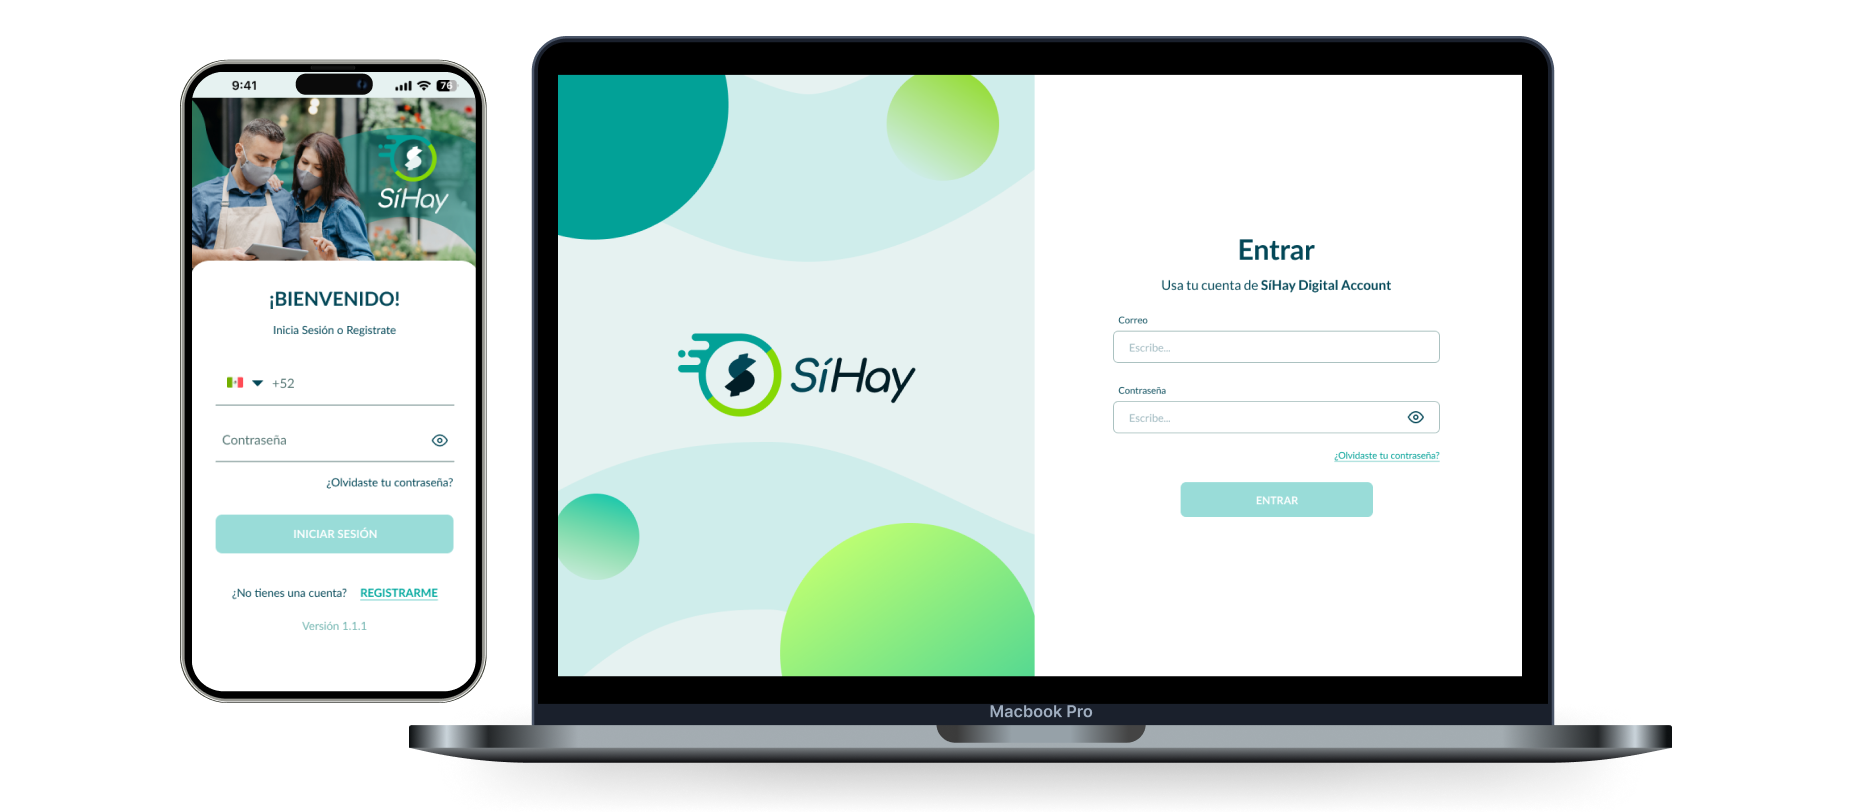 9:41
76
SíHay
¡BIENVENIDO!
Inicia Sesión o Registrate
+52
Contraseña
¿Olvidaste tu contraseña?
INICIAR SESIÓN
¿No tienes una cuenta? REGISTRARME
Versión 1.1.1
SíHay
Entrar
Usa tu cuenta de SíHay Digital Account
Correo
Escribe...
Contraseña
Escribe...
¿Olvidaste tu contraseña?
ENTRAR
Macbook Pro